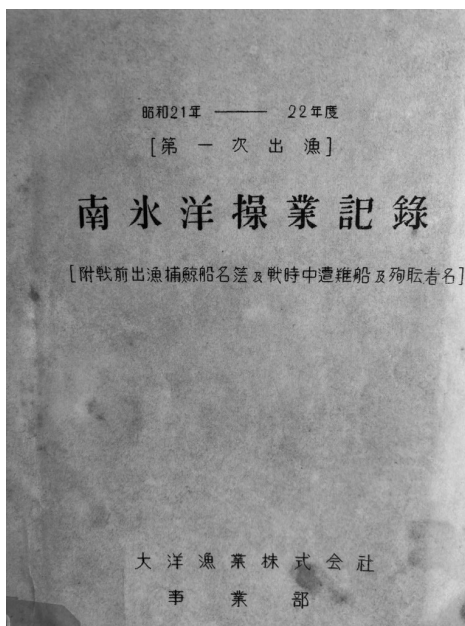 昭和21年 —— 22年度
[第一次出漁]
南氷洋操業記錄
[附戦前出漁捕鯨船名簿及戦時中遭難船及殉職者名]
大洋漁業株式会社
事業部